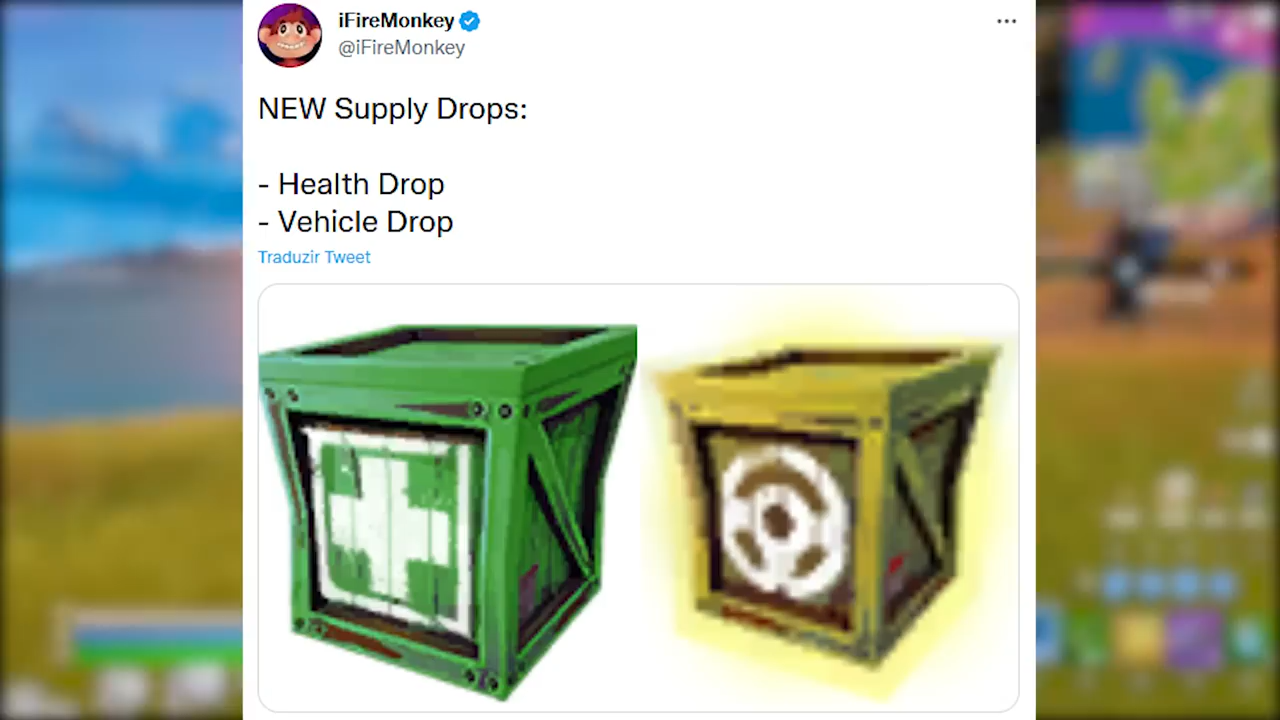 iFireMonkey
@iFireMonkey
NEW Supply Drops:
- Health Drop
- Vehicle Drop
Traduzir Tweet